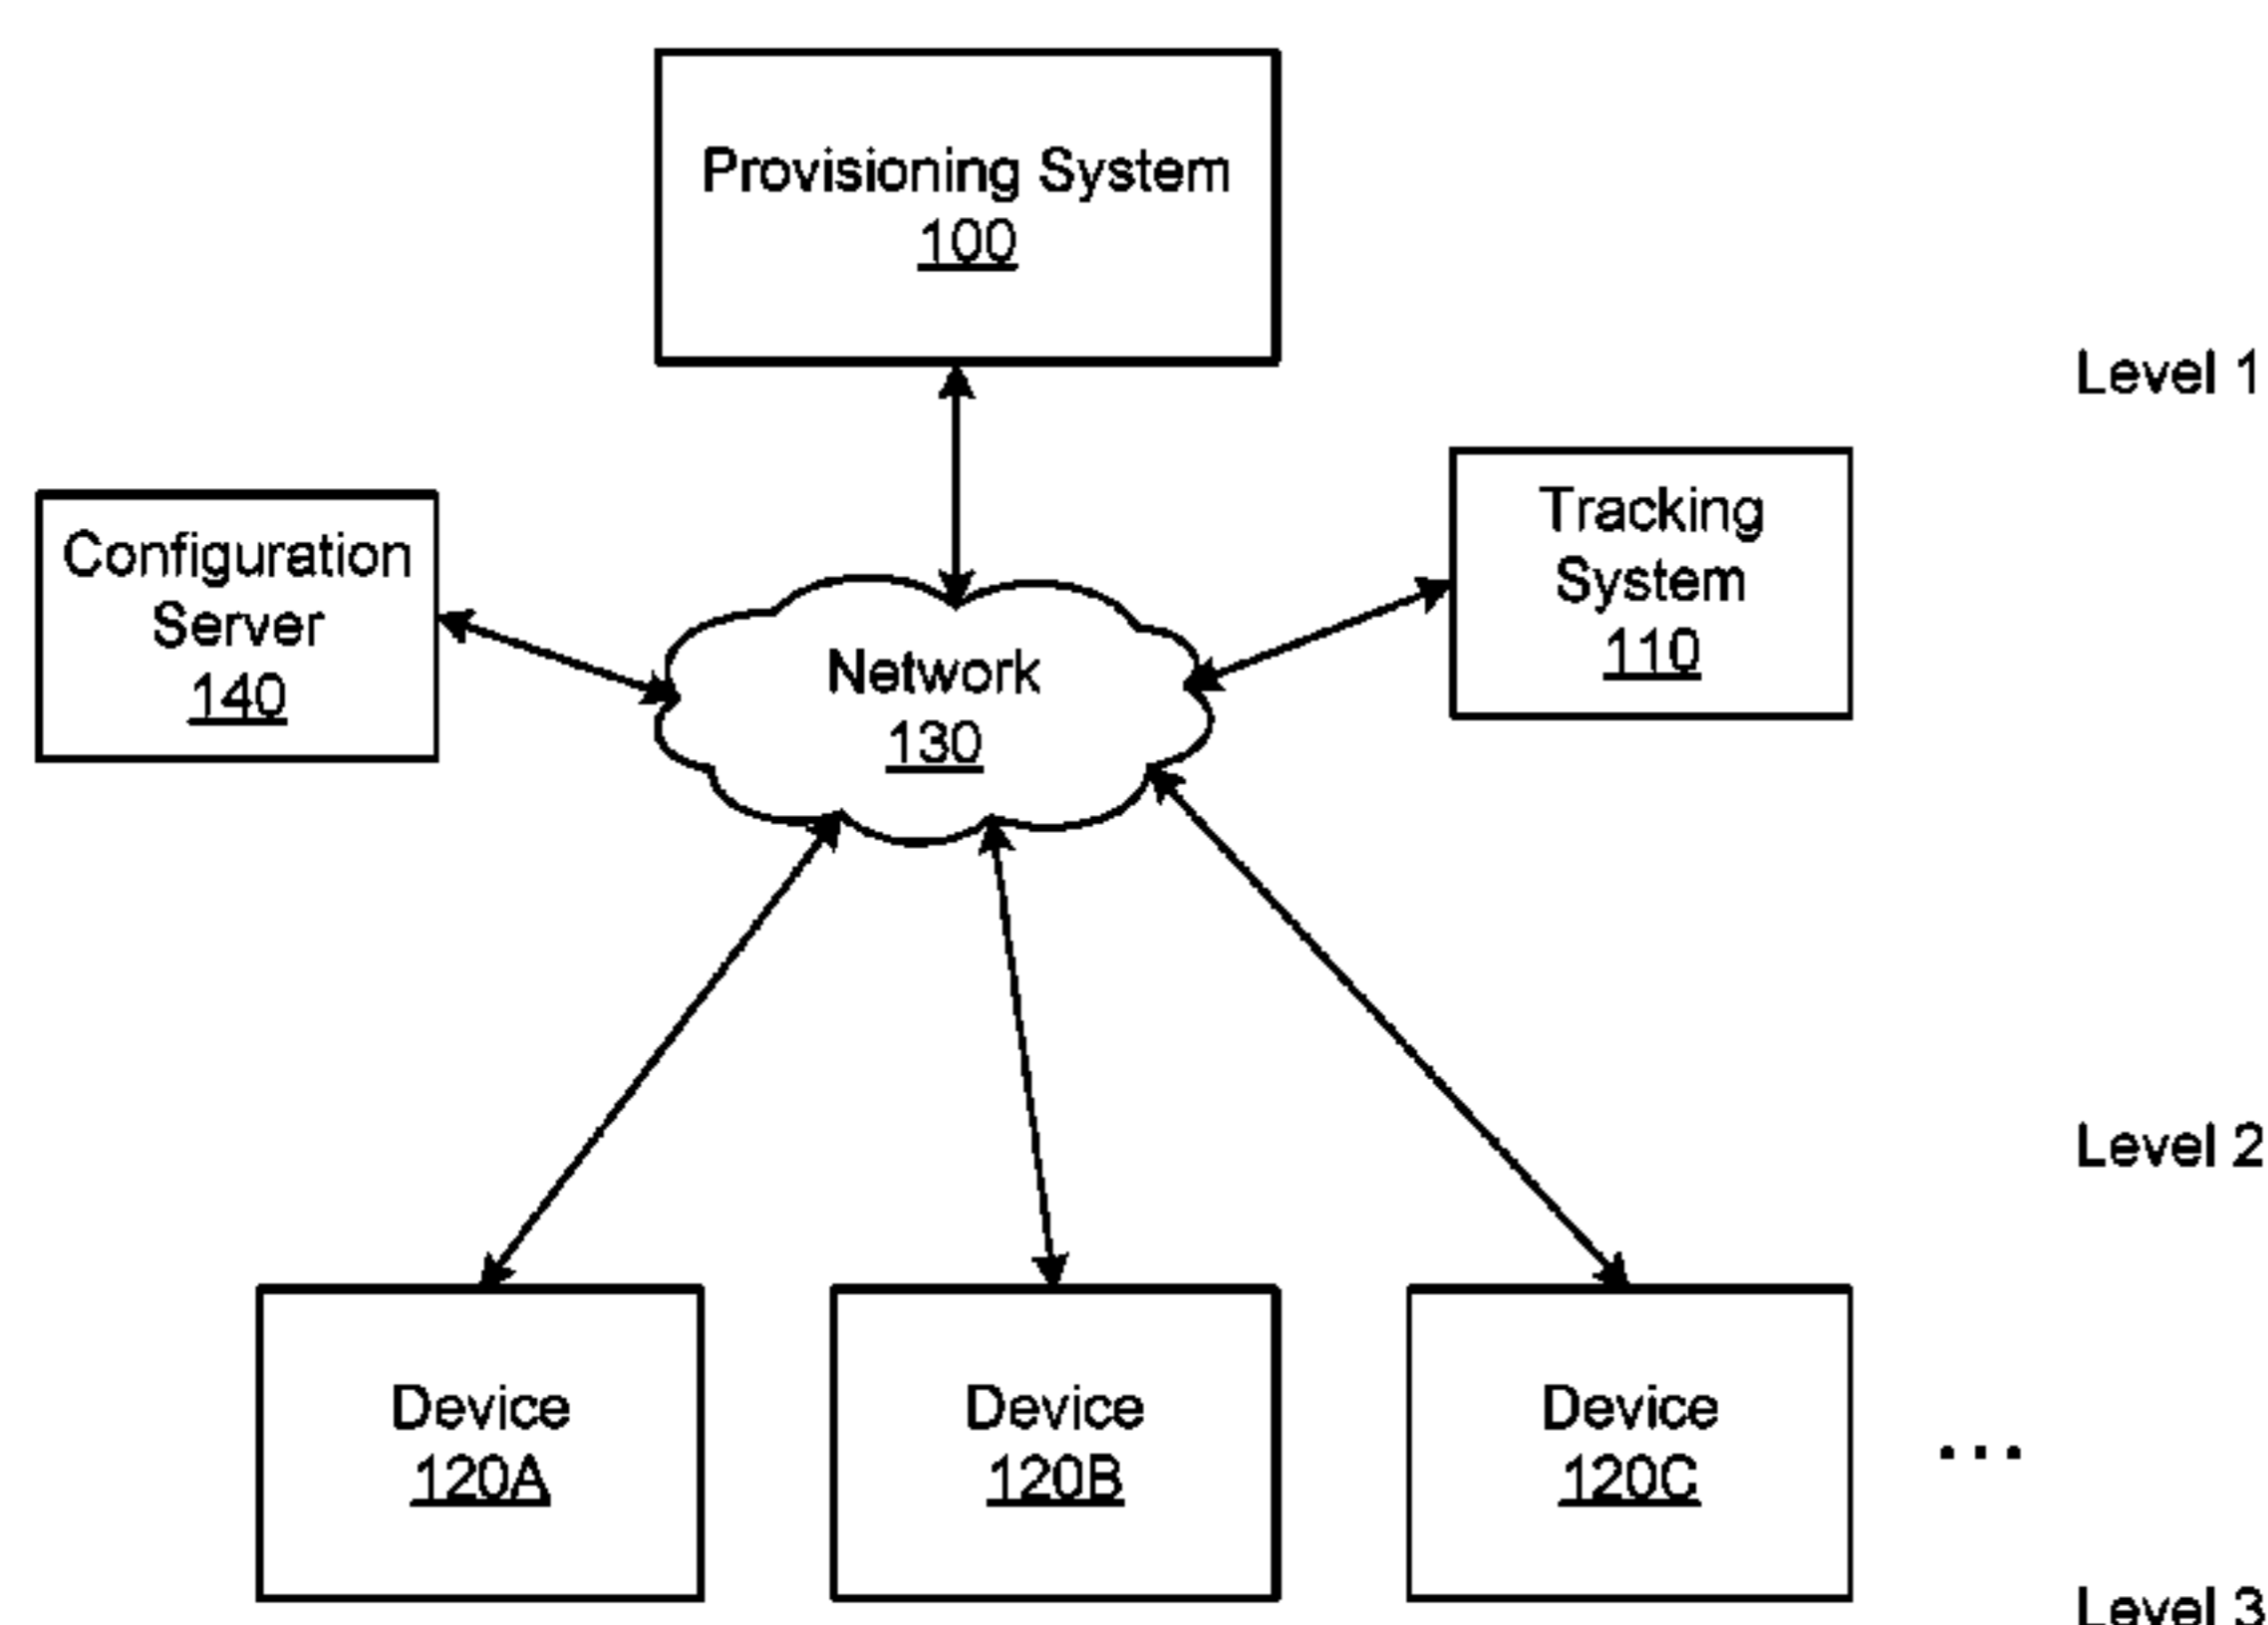 Provisioning System
100
Level 1
Configuration
Server
140
Network
130
Tracking
System
110
Level 2
Device
120A
Device
120B
Device
120C
...
Level 3